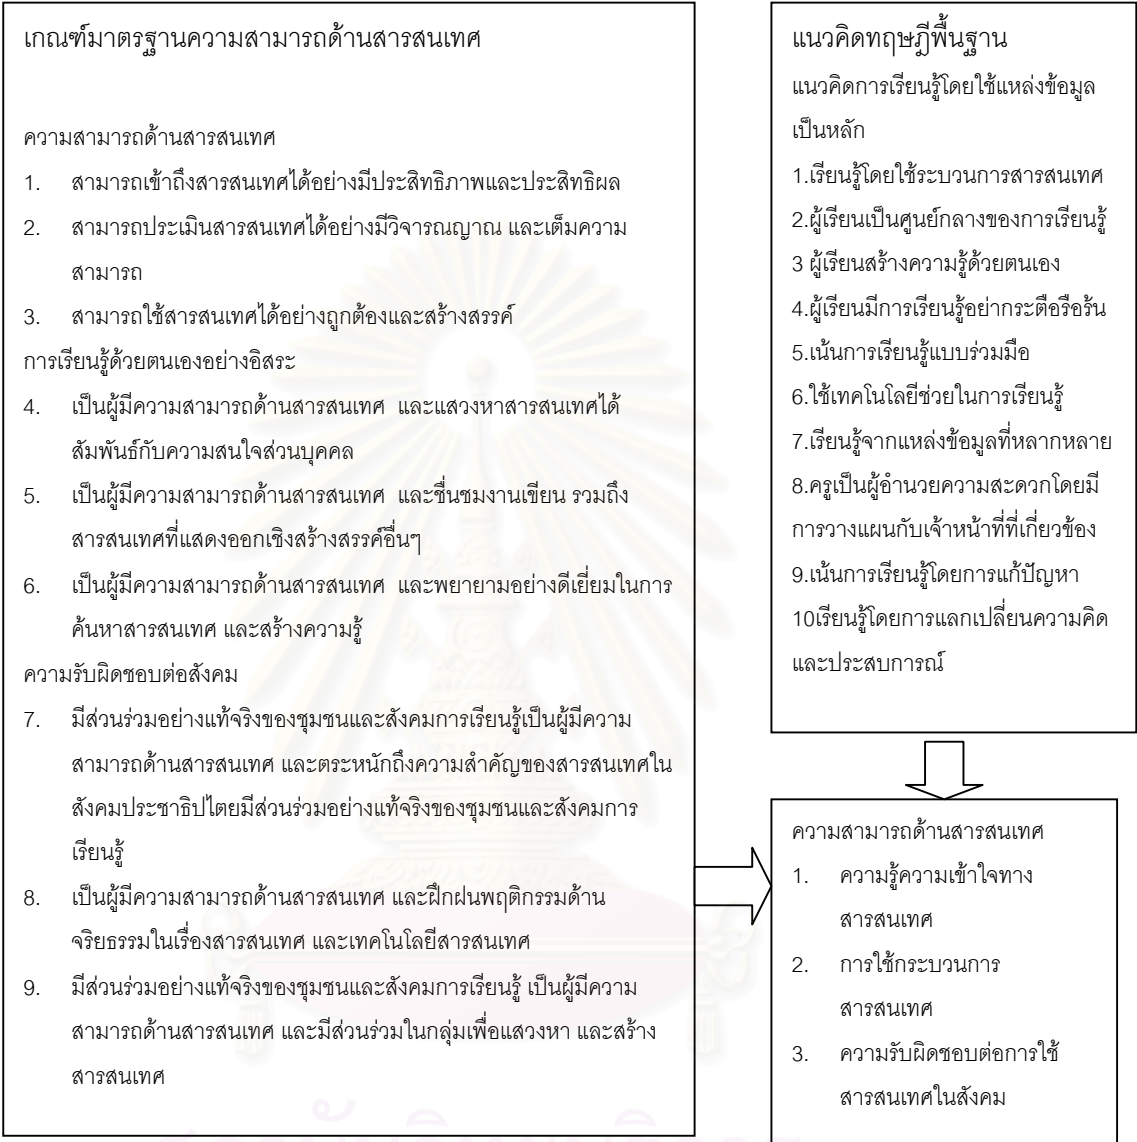 เกณฑ์มาตรฐานความสามารถด้านสารสนเทศ
ความสามารถด้านสารสนเทศ
1. สามารถเข้าถึงสารสนเทศได้อย่างมีประสิทธิภาพและประสิทธิผล
2. สามารถประเมินสารสนเทศได้อย่างมีวิจารณญาณ และเต็มความ
สามารถ
3. สามารถใช้สารสนเทศได้อย่างถูกต้องและสร้างสรรค์
การเรียนรู้ด้วยตนเองอย่างอิสระ
4. เป็นผู้มีความสามารถด้านสารสนเทศ และแสวงหาสารสนเทศได้
สัมพันธ์กับความสนใจส่วนบุคคล
5. เป็นผู้มีความสามารถด้านสารสนเทศ และชื่นชมงานเขียน รวมถึง
สารสนเทศที่แสดงออกเชิงสร้างสรรค์อื่นๆ
6. เป็นผู้มีความสามารถด้านสารสนเทศ และพยายามอย่างดีเยี่ยมในการ
ค้นหาสารสนเทศ และสร้างความรู้
ความรับผิดชอบต่อสังคม
7. มีส่วนร่วมอย่างแท้จริงของชุมชนและสังคมการเรียนรู้เป็นผู้มีความ
สามารถด้านสารสนเทศ และตระหนักถึงความสำคัญของสารสนเทศใน
สังคมประชาธิปไตยมีส่วนร่วมอย่างแท้จริงของชุมชนและสังคมการ
เรียนรู้
8. เป็นผู้มีความสามารถด้านสารสนเทศ และฝึกฝนพฤติกรรมด้าน
จริยธรรมในเรื่องสารสนเทศ และเทคโนโลยีสารสนเทศ
9. มีส่วนร่วมอย่างแท้จริงของชุมชนและสังคมการเรียนรู้ เป็นผู้มีความ
สามารถด้านสารสนเทศ และมีส่วนร่วมในกลุ่มเพื่อแสวงหา และสร้าง
สารสนเทศ
แนวคิดทฤษฎีพื้นฐาน
แนวคิดการเรียนรู้โดยใช้แหล่งข้อมูล
เป็นหลัก
1.เรียนรู้โดยใช้ระบวนการสารสนเทศ
2.ผู้เรียนเป็นศูนย์กลางของการเรียนรู้
3 ผู้เรียนสร้างความรู้ด้วยตนเอง
4.ผู้เรียนมีการเรียนรู้อย่ากระตือรือร้น
5.เน้นการเรียนรู้แบบร่วมมือ
6.ใช้เทคโนโลยีช่วยในการเรียนรู้
7.เรียนรู้จากแหล่งข้อมูลที่หลากหลาย
8.ครูเป็นผู้อำนวยความสะดวกโดยมี
การวางแผนกับเจ้าหน้าที่ที่เกี่ยวข้อง
9.เน้นการเรียนรู้โดยการแก้ปัญหา
10เรียนรู้โดยการแลกเปลี่ยนความคิด
และประสบการณ์
ความสามารถด้านสารสนเทศ
1. ความรู้ความเข้าใจทาง
สารสนเทศ
2. การใช้กระบวนการ
สารสนเทศ
3. ความรับผิดชอบต่อการใช้
สารสนเทศในสังคม